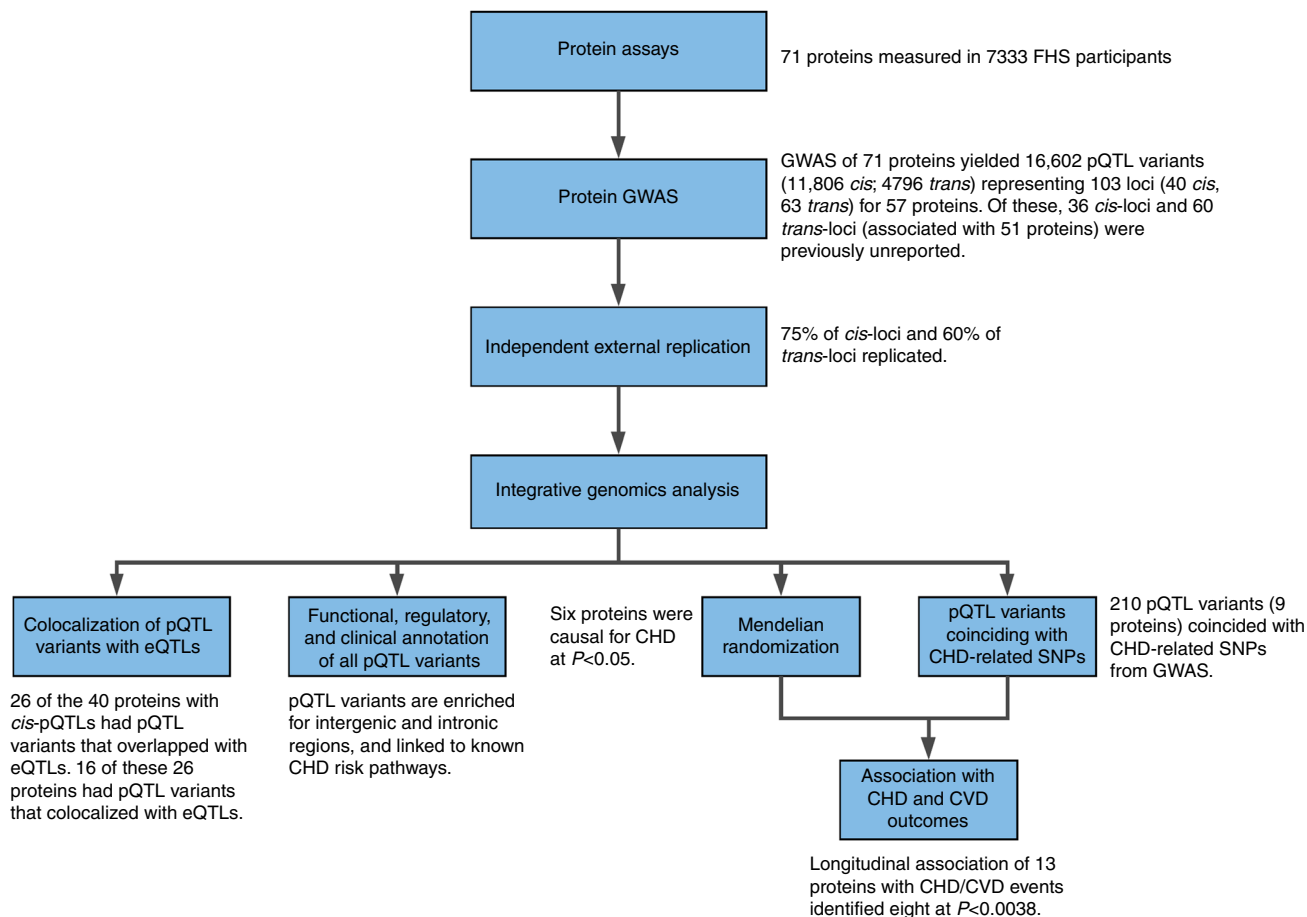 Protein assays
71 proteins measured in 7333 FHS participants
Protein GWAS
GWAS of 71 proteins yielded 16,602 pQTL variants
(11,806 cis; 4796 trans) representing 103 loci (40 cis,
63 trans) for 57 proteins. Of these, 36 cis-loci and 60
trans-loci (associated with 51 proteins) were
previously unreported.
Independent external replication
75% of cis-loci and 60% of
trans-loci replicated.
Integrative genomics analysis
Colocalization of pQTL
variants with eQTLs
26 of the 40 proteins with
cis-pQTLs had pQTL
variants that overlapped with
eQTLs. 16 of these 26
proteins had pQTL variants
that colocalized with eQTLs.
Functional, regulatory,
and clinical annotation
of all pQTL variants
pQTL variants are enriched
for intergenic and intronic
regions, and linked to known
CHD risk pathways.
Six proteins were
causal for CHD
at P<0.05.
Mendelian
randomization
pQTL variants
coinciding with
CHD-related SNPs
210 pQTL variants (9
proteins) coincided with
CHD-related SNPs
from GWAS.
Association with
CHD and CVD
outcomes
Longitudinal association of 13
proteins with CHD/CVD events
identified eight at P<0.0038.